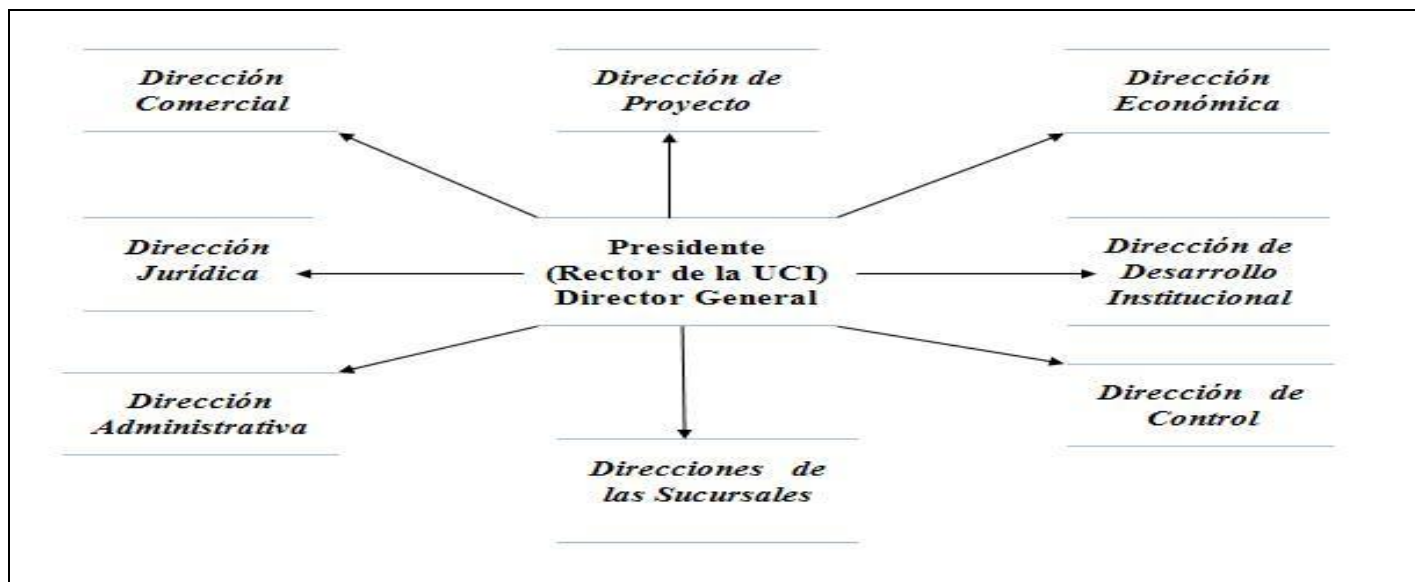 Dirección
Comercial
Dirección de
Proyecto
Dirección
Económica
Dirección
Jurídica
Presidente
(Rector de la UCI)
Director General
Dirección de
Desarrollo
Institucional
Dirección
Administrativa
Direcciones de
las Sucursales
Dirección de
Control